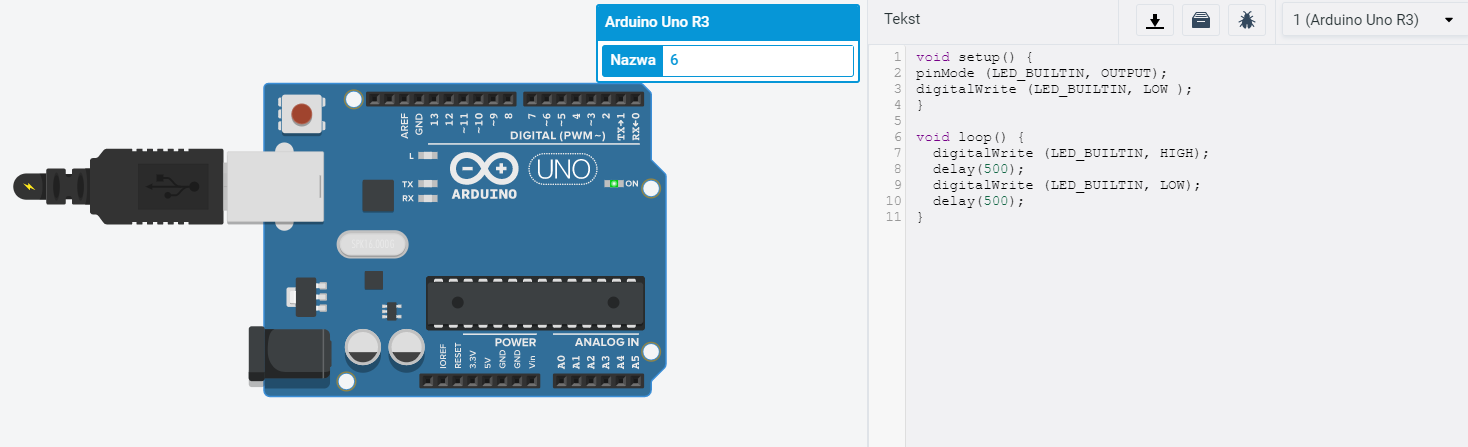 Arduino Uno R3
Nazwa 6
Tekst
1 (Arduino Uno R3)
AREF
GND
13
12
~11
~10
~9
8
7
~6
~5
4
~3
2
TX→1
RX←0
DIGITAL (PWM~)
L
TX
RX
ARDUINO
UNO
ON
POWER
ANALOG IN
IOREF
RESET
3.3V
5V
GND
GND
Vin
A0
A1
A2
A3
A4
A5
1 void setup() {
2 pinMode (LED_BUILTIN, OUTPUT);
3 digitalWrite (LED_BUILTIN, LOW );
4 }
5
6 void loop() {
7 digitalWrite (LED_BUILTIN, HIGH);
8 delay(500);
9 digitalWrite (LED_BUILTIN, LOW);
10 delay(500);
11 }